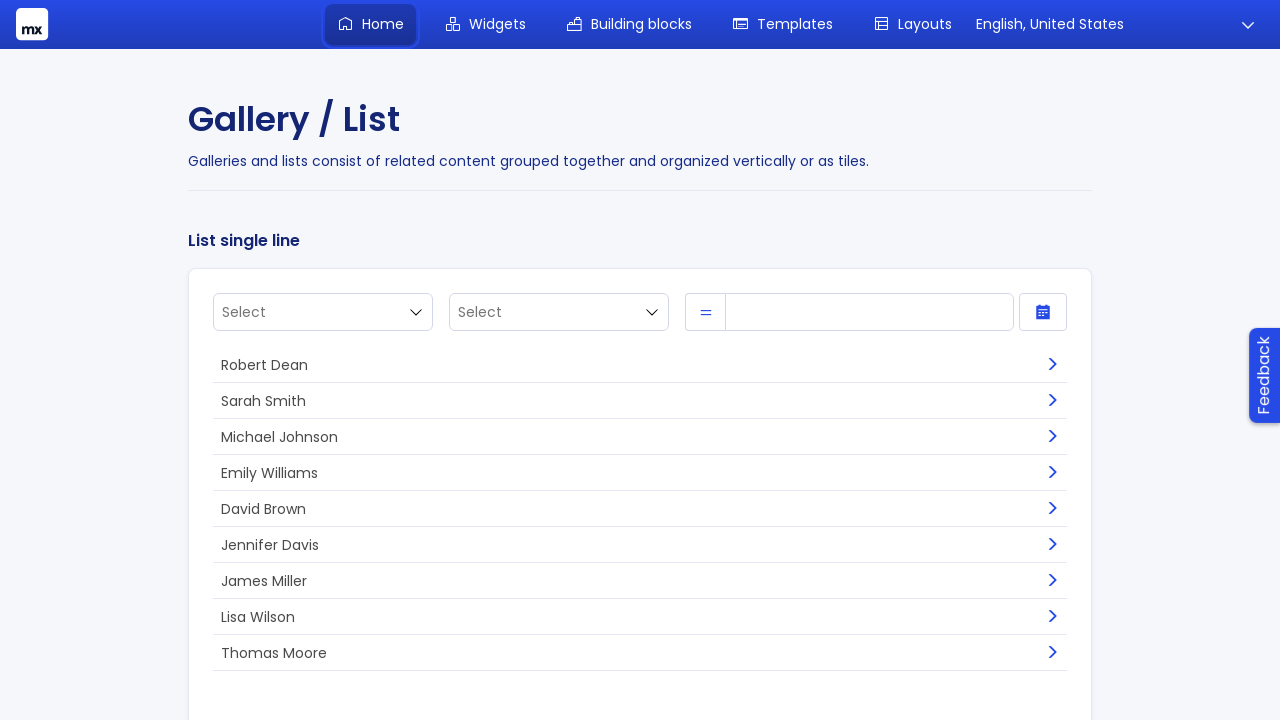 mx
Home Widgets Building blocks Templates Layouts English, United States
Gallery / List
Galleries and lists consist of related content grouped together and organized vertically or as tiles.
List single line
Select Select =
Robert Dean
Sarah Smith
Michael Johnson
Emily Williams
David Brown
Jennifer Davis
James Miller
Lisa Wilson
Thomas Moore
Feedback